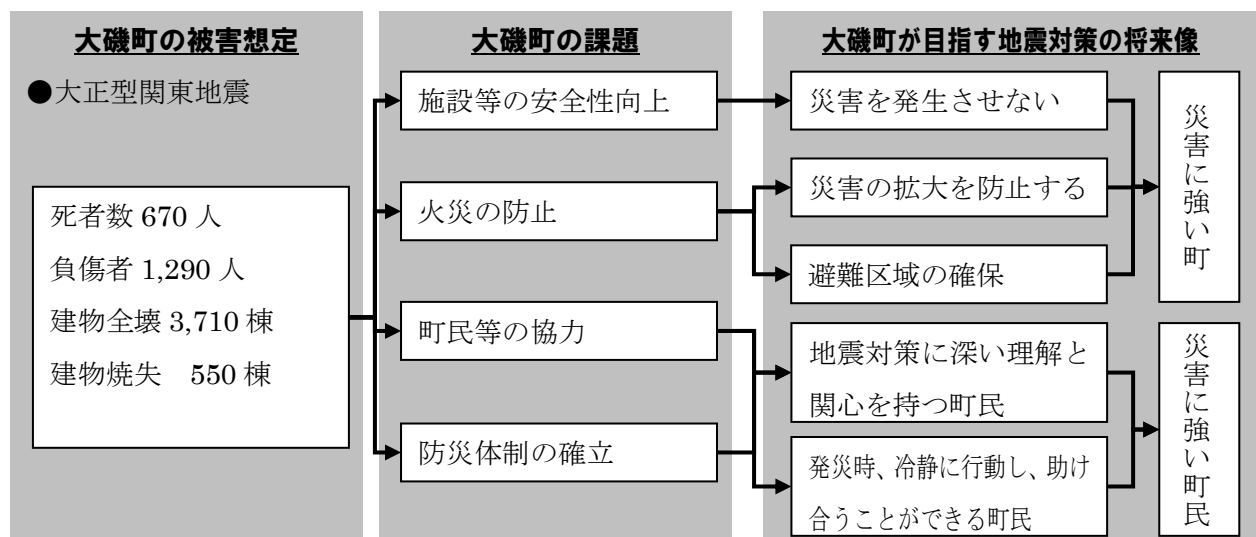 大磯町の被害想定
●大正型関東地震
死者数 670 人
負傷者 1,290 人
建物全壊 3,710 棟
建物焼失　550 棟
大磯町の課題
施設等の安全性向上
火災の防止
町民等の協力
防災体制の確立
大磯町が目指す地震対策の将来像
災害を発生させない
災害の拡大を防止する
避難区域の確保
災害に強い町
地震対策に深い理解と
関心を持つ町民
発災時、冷静に行動し、助け
合うことができる町民
災害に強い町民